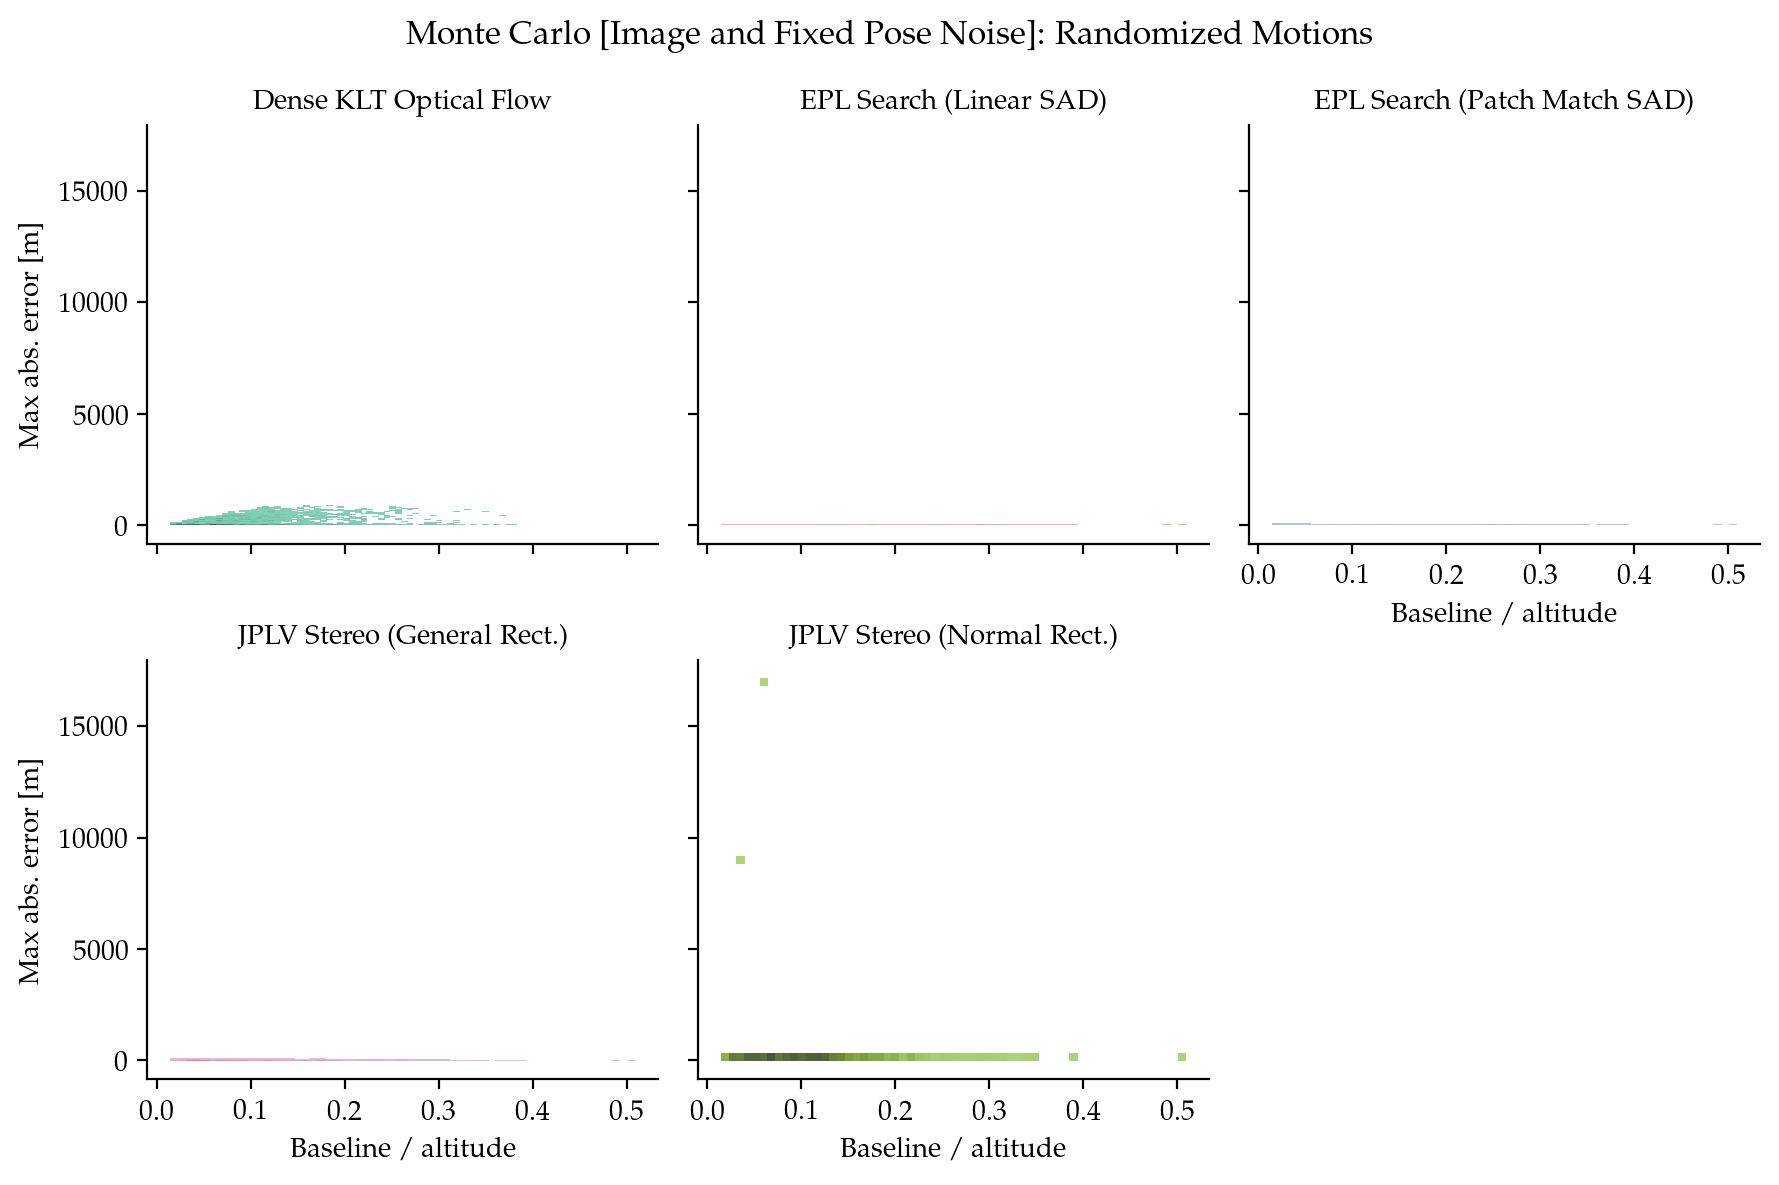 Monte Carlo [Image and Fixed Pose Noise]: Randomized Motions
Dense KLT Optical Flow
EPL Search (Linear SAD)
EPL Search (Patch Match SAD)
Max abs. error [m]
15000
10000
5000
0
0.0 0.1 0.2 0.3 0.4 0.5
Baseline / altitude
JPLV Stereo (General Rect.)
JPLV Stereo (Normal Rect.)
Max abs. error [m]
15000
10000
5000
0
0.0 0.1 0.2 0.3 0.4 0.5
Baseline / altitude
0.0 0.1 0.2 0.3 0.4 0.5
Baseline / altitude